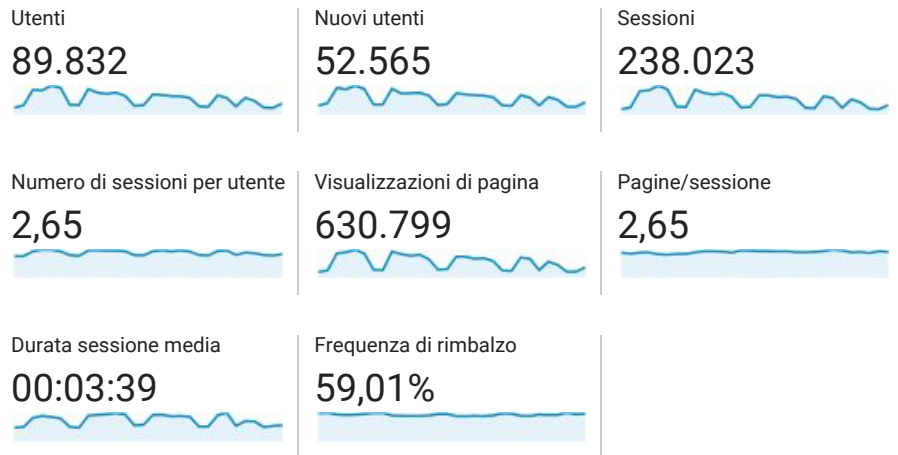 Utenti
89.832
Nuovi utenti
52.565
Sessioni
238.023
Numero di sessioni per utente
2,65
Visualizzazioni di pagina
630.799
Pagine/sessione
2,65
Durata sessione media
00:03:39
Frequenza di rimbalzo
59,01%